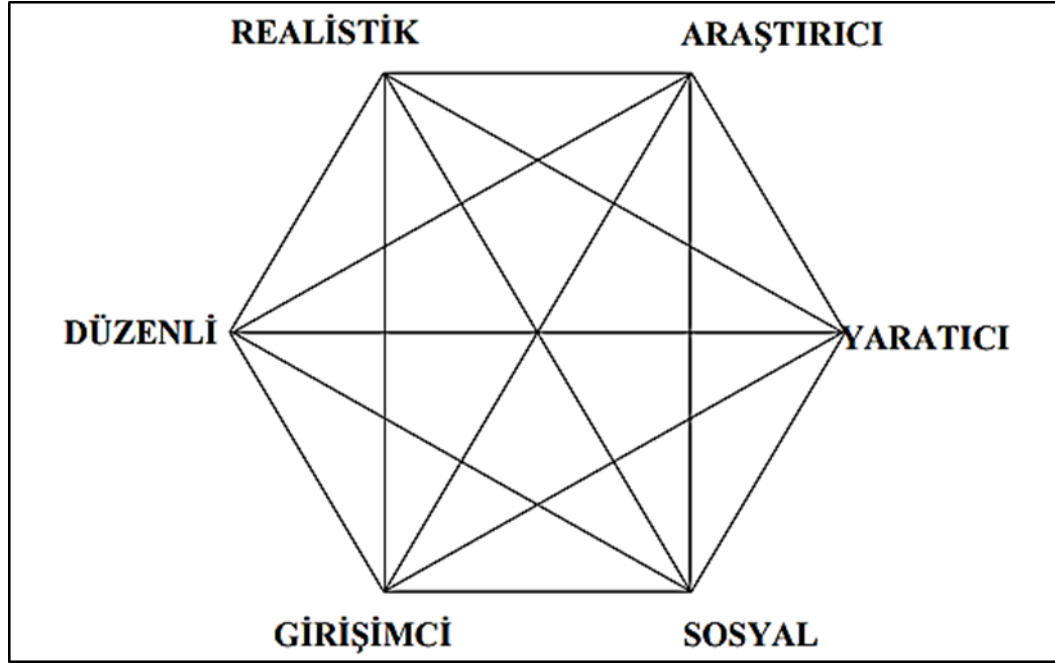 REALİSTİK
ARAŞTIRICI
DÜZENLİ
YARATICI
GİRİŞİMCİ
SOSYAL